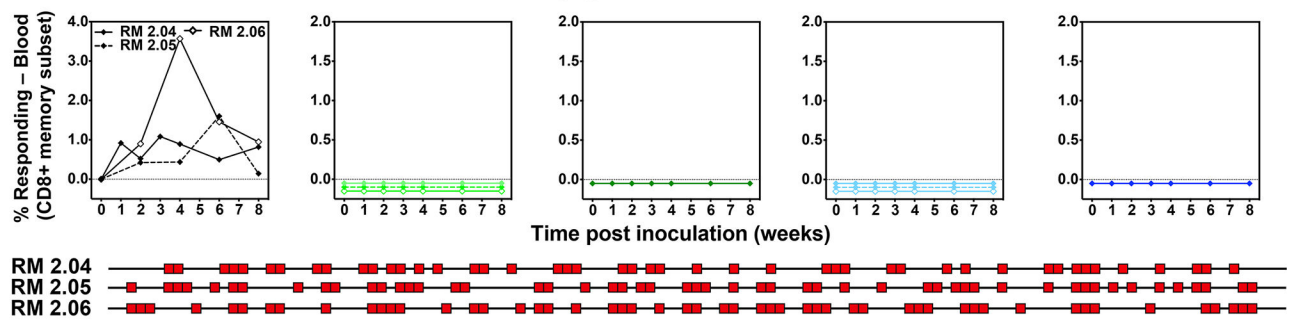 % Responding – Blood
(CD8+ memory subset)
RM 2.04 RM 2.06
RM 2.05
4.0
3.0
2.0
1.0
0.0
0 1 2 3 4 5 6 7 8
2.0
1.5
1.0
0.5
0.0
0 1 2 3 4 5 6 7 8
2.0
1.5
1.0
0.5
0.0
0 1 2 3 4 5 6 7 8
2.0
1.5
1.0
0.5
0.0
0 1 2 3 4 5 6 7 8
2.0
1.5
1.0
0.5
0.0
0 1 2 3 4 5 6 7 8
Time post inoculation (weeks)
RM 2.04
RM 2.05
RM 2.06